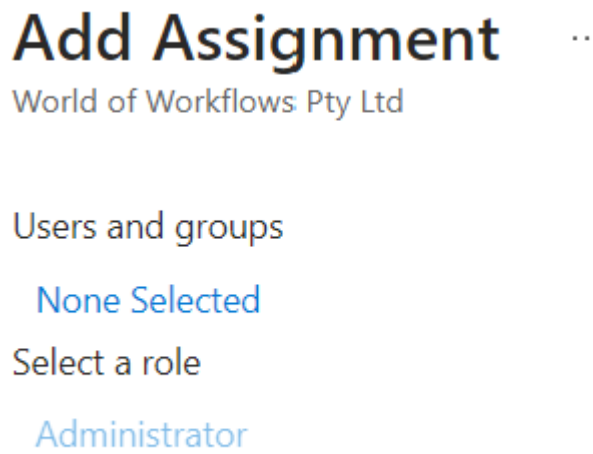 Add Assignment
World of Workflows Pty Ltd
Users and groups
None Selected
Select a role
Administrator